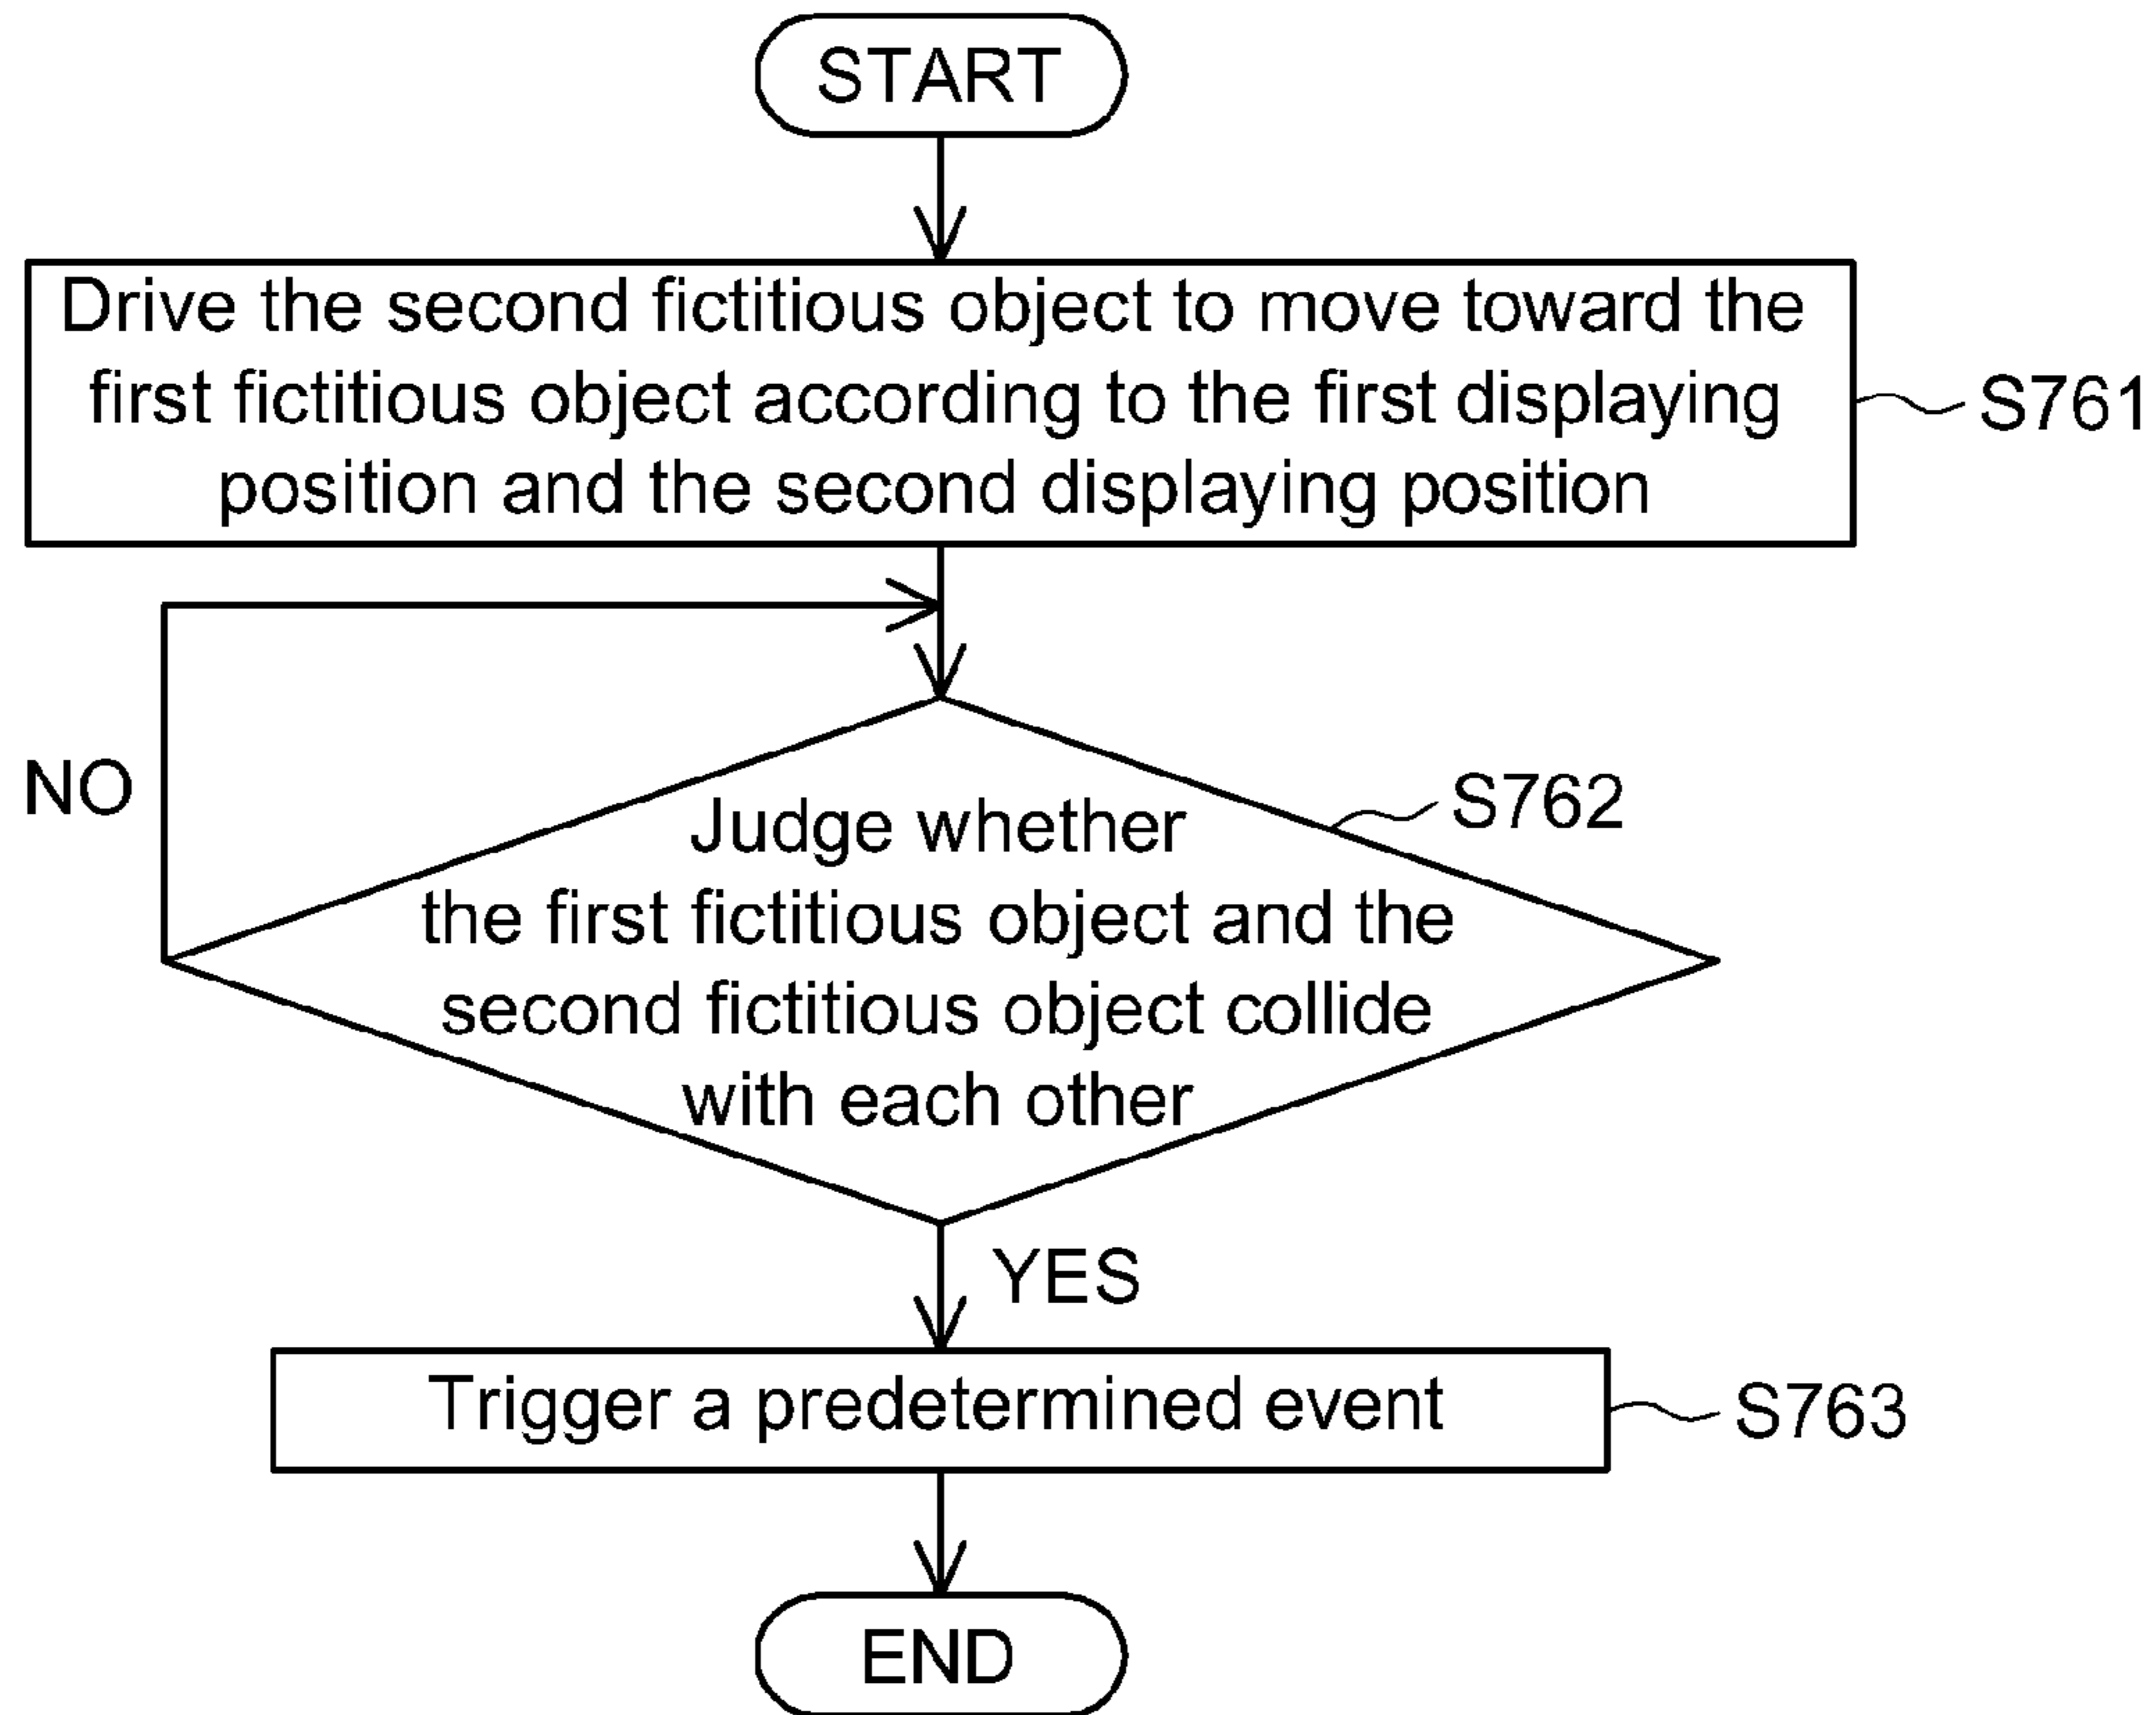 START
Drive the second fictitious object to move toward the
first fictitious object according to the first displaying
position and the second displaying position
S761
NO
S762
Judge whether
the first fictitious object and the
second fictitious object collide
with each other
YES
Trigger a predetermined event
S763
END